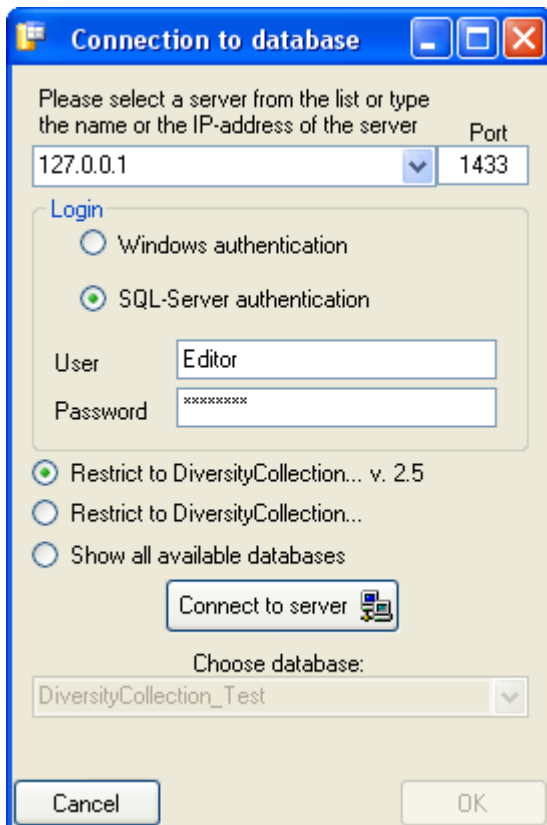 Connection to database
Please select a server from the list or type
the name or the IP-address of the server
Port
127.0.0.1
1433
Login
Windows authentication
SQL-Server authentication
User
Editor
Password
********
Restrict to DiversityCollection... v. 2.5
Restrict to DiversityCollection...
Show all available databases
Connect to server
Choose database:
DiversityCollection_Test
Cancel
OK